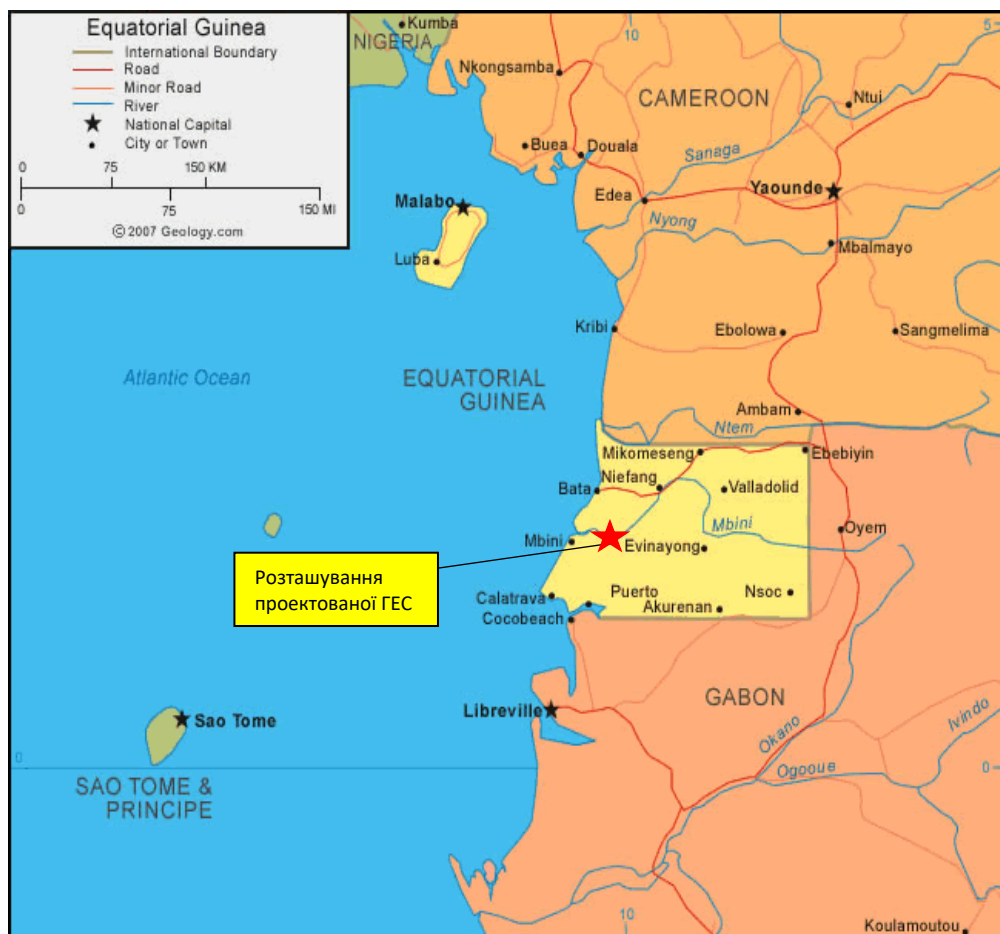 Equatorial Guinea
International Boundary
Road
Minor Road
River
National Capital
City or Town
0 75 150 KM
0 75 150 MI
© 2007 Geology.com
Kumba
NIGERIA
10
5
Nkongsamba
CAMEROON
Ntui
Buea
Douala
Sanaga
Malabo
Edea
Yaounde
Nyong
Mbalmayo
Luba
Kribi
Ebolowa
Sangmelima
Atlantic Ocean
EQUATORIAL
GUINEA
Ambam
Ntem
Mikomeseng
Ebebiyin
Niefang
Bata
Valladolid
Mbini
Oyem
Mbini
Evinayong
Розташування
проектованої ГЕС
Calatrava
Puerto
Nsoc
Akurenan
Cocobeach
Sao Tome
Libreville
GABON
Okano
Ivindo
0
Ogooue
0
SAO TOME &
PRINCIPE
10
Koulamoutou